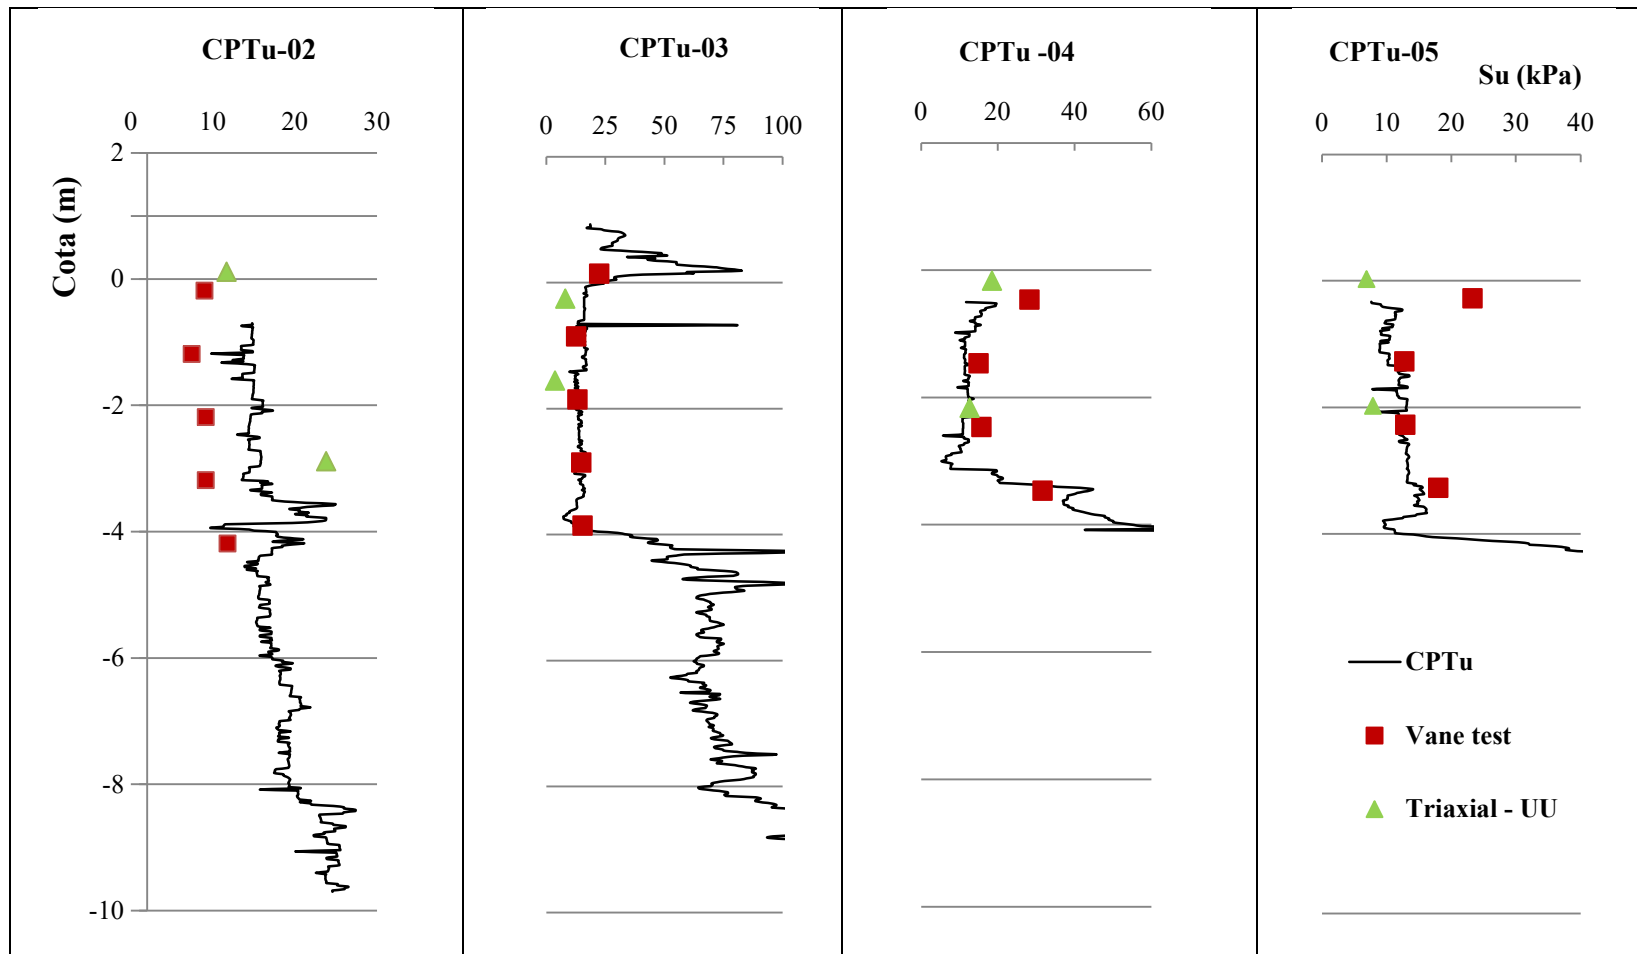 CPTu-02
0 10 20 30
2
0
-2
-4
-6
-8
-10
Cota (m)
CPTu-03
0 25 50 75 100
CPTu -04
0 20 40 60
CPTu-05
Su (kPa)
0 10 20 30 40
CPTu
Vane test
Triaxial - UU